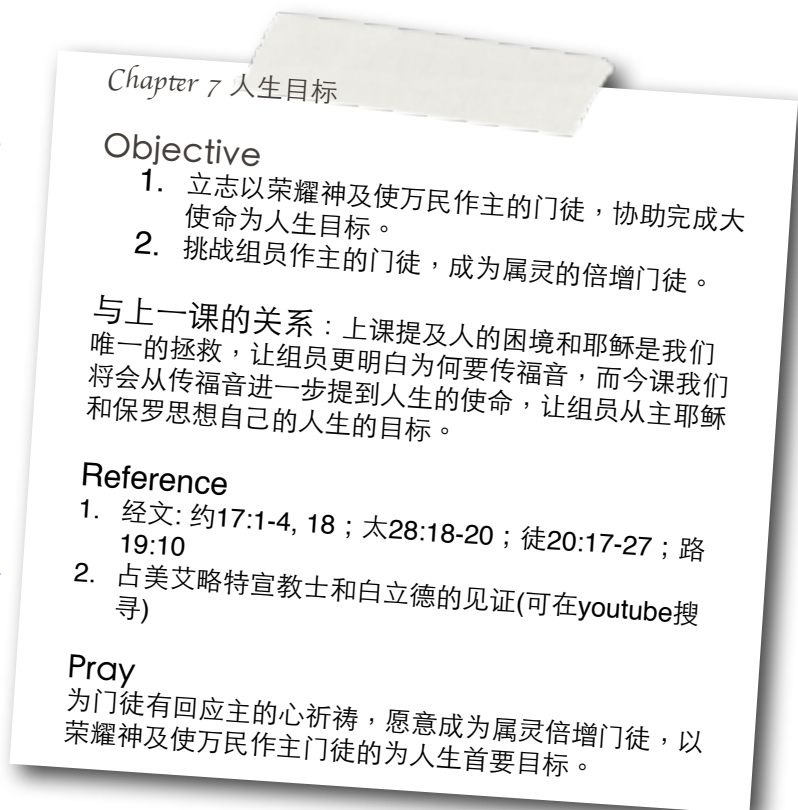 Chapter 7 人生目标
Objective
1. 立志以荣耀神及使万民作主的门徒，协助完成大
使命为人生目标。
2. 挑战组员作主的门徒，成为属灵的倍增门徒。
与上一课的关系：上课提及人的困境和耶稣是我们
唯一的拯救，让组员更明白为何要传福音，而今课我们
将会从传福音进一步提到人生的使命，让组员从主耶稣
和保罗思想自己的人生的目标。
Reference
1. 经文: 约17:1-4, 18；太28:18-20；徒20:17-27；路
19:10
2. 占美艾略特宣教士和白立德的见证(可在youtube搜
寻)
Pray
为门徒有回应主的心祈祷，愿意成为属灵倍增门徒，以
荣耀神及使万民作主门徒的为人生首要目标。